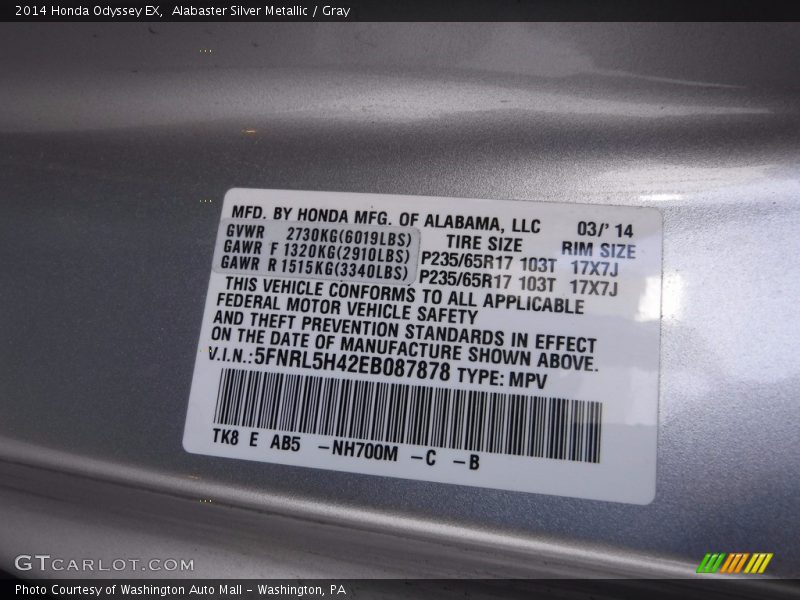 2014 Honda Odyssey EX, Alabaster Silver Metallic / Gray
MFD. BY HONDA MFG. OF ALABAMA, LLC 03/' 14
GVWR 2730KG(6019LBS) TIRE SIZE RIM SIZE
GAWR F 1320KG(2910LBS) P235/65R17 103T 17X7J
GAWR R 1515KG(3340LBS) P235/65R17 103T 17X7J
THIS VEHICLE CONFORMS TO ALL APPLICABLE
FEDERAL MOTOR VEHICLE SAFETY
AND THEFT PREVENTION STANDARDS IN EFFECT
ON THE DATE OF MANUFACTURE SHOWN ABOVE.
V.I.N.:5FNRL5H42EB087878 TYPE: MPV
TK8 E AB5 -NH700M -C -B
GTCARLOT.COM
Photo Courtesy of Washington Auto Mall - Washington, PA